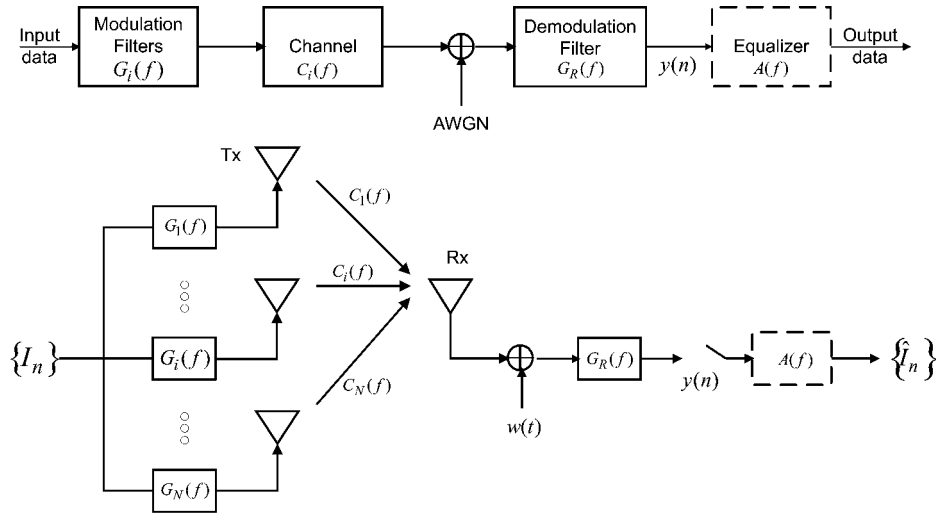 Input
data
Modulation
Filters
G_i(f)
Channel
C_i(f)
AWGN
Demodulation
Filter
G_R(f)
y(n)
Equalizer
A(f)
Output
data
Tx
G_1(f)
C_1(f)
Rx
C_i(f)
{I_n}
G_i(f)
G_R(f)
y(n)
A(f)
{Î_n}
C_N(f)
w(t)
G_N(f)